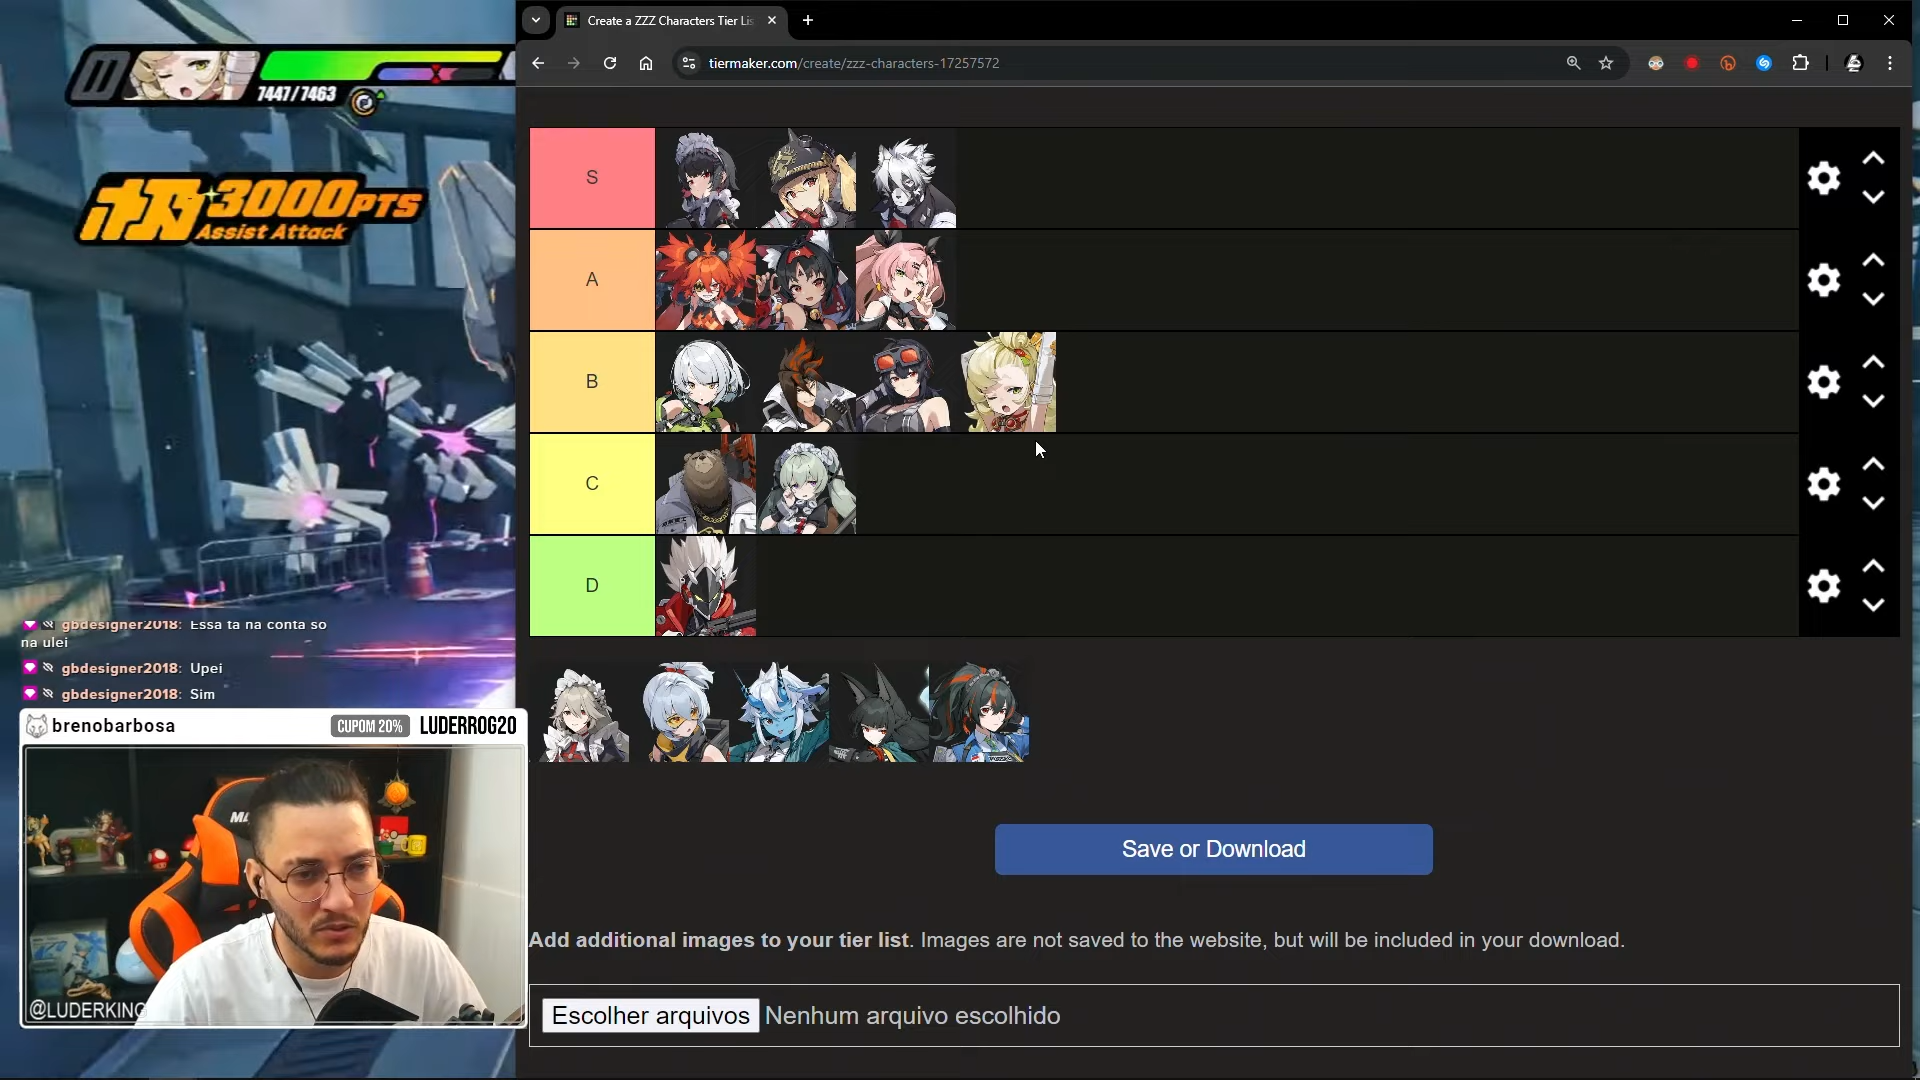 Create a ZZZ Characters Tier Lis
tiermaker.com/create/zzz-characters-17257572
7447/7463
極 3000PTS
Assist Attack
S
A
B
C
D
gbdesigner2018: Essa ta na conta so
na ulei
gbdesigner2018: Upei
gbdesigner2018: Sim
brenobarbosa CUPOM 20% LUDERROG20
@LUDERKING
Save or Download
Add additional images to your tier list. Images are not saved to the website, but will be included in your download.
Escolher arquivos Nenhum arquivo escolhido